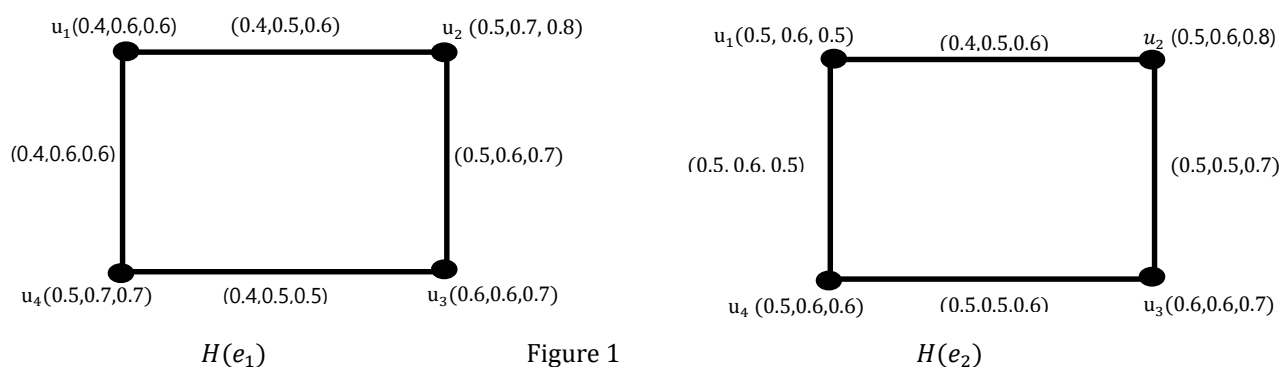 u₁(0.4,0.6,0.6) (0.4,0.5,0.6) u₂ (0.5,0.7, 0.8)
(0.4,0.6,0.6) (0.5,0.6,0.7)
u₄(0.5,0.7,0.7) (0.4,0.5,0.5) u₃(0.6,0.6,0.7)
H(e₁)
u₁(0.5, 0.6, 0.5) (0.4,0.5,0.6) u₂ (0.5,0.6,0.8)
(0.5, 0.6, 0.5) (0.5,0.5,0.7)
u₄ (0.5,0.6,0.6) (0.5,0.5,0.6) u₃(0.6,0.6,0.7)
H(e₂)
Figure 1